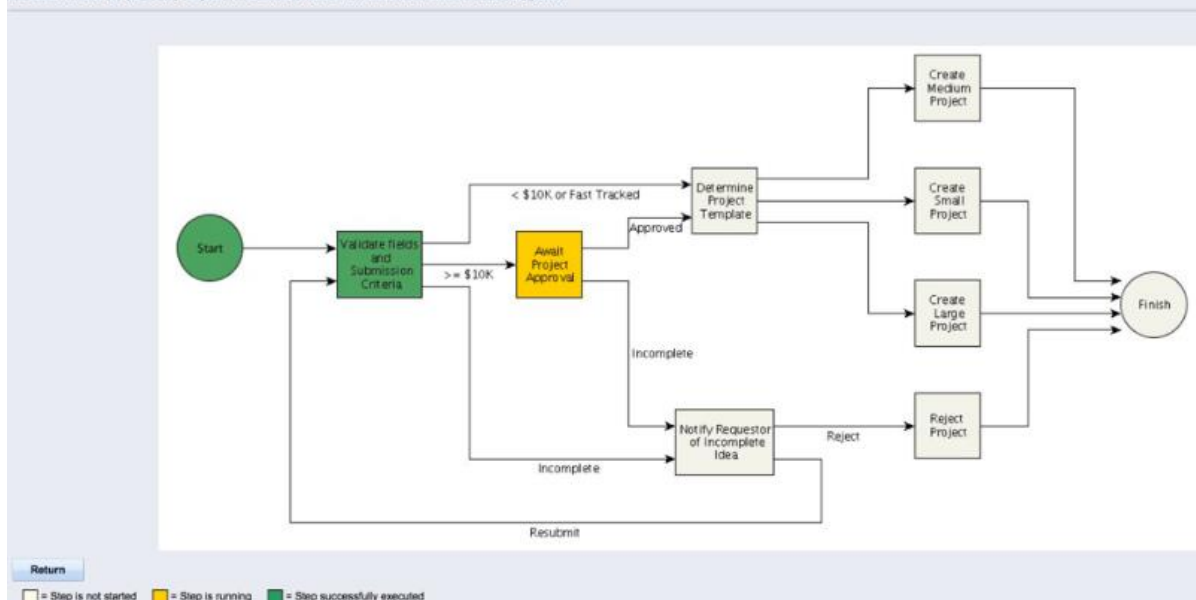 Create
Medium
Project
< $10K or Fast Tracked
Determine
Project
Template
Create
Small
Project
Start
Validate fields
and
Submission
Criteria
>= $10K
Await
Project
Approval
Approved
Create
Large
Project
Finish
Incomplete
Notify Requestor
of Incomplete
Idea
Reject
Reject
Project
Incomplete
Resubmit
Return
= Step is not started
= Step is running
= Step successfully executed